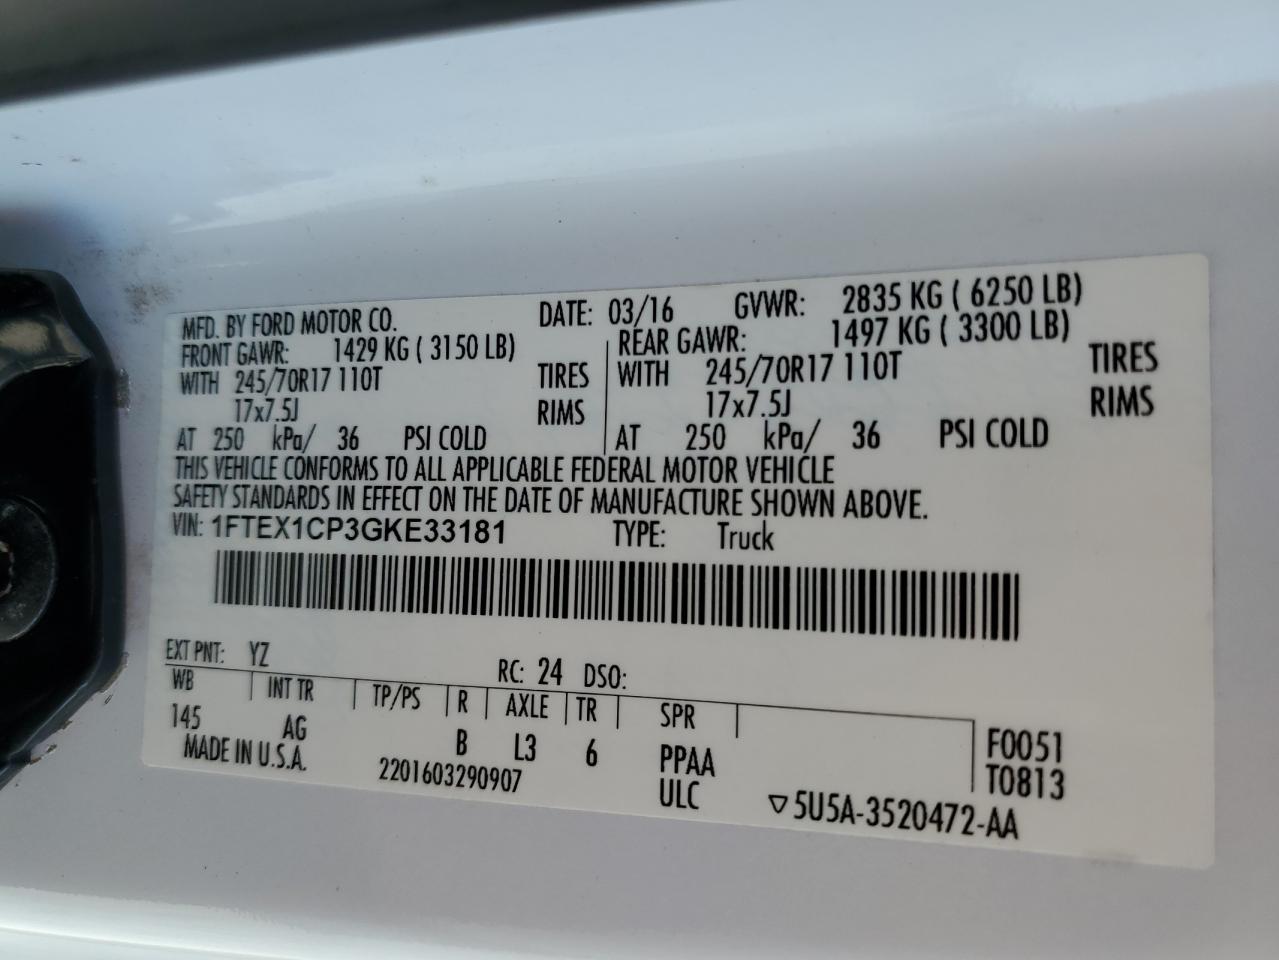 MFD. BY FORD MOTOR CO. DATE: 03/16 GVWR: 2835 KG ( 6250 LB)
FRONT GAWR: 1429 KG ( 3150 LB) REAR GAWR: 1497 KG ( 3300 LB)
WITH 245/70R17 110T TIRES WITH 245/70R17 110T TIRES
17x7.5J RIMS 17x7.5J RIMS
AT 250 kPa/ 36 PSI COLD AT 250 kPa/ 36 PSI COLD
THIS VEHICLE CONFORMS TO ALL APPLICABLE FEDERAL MOTOR VEHICLE
SAFETY STANDARDS IN EFFECT ON THE DATE OF MANUFACTURE SHOWN ABOVE.
VIN: 1FTEX1CP3GKE33181 TYPE: Truck
EXT PNT: YZ RC: 24 DSO:
WB INT TR TP/PS R AXLE TR SPR
145 AG B L3 6 PPAA F0051
MADE IN U.S.A. 2201603290907 ULC T0813
▽5U5A-3520472-AA